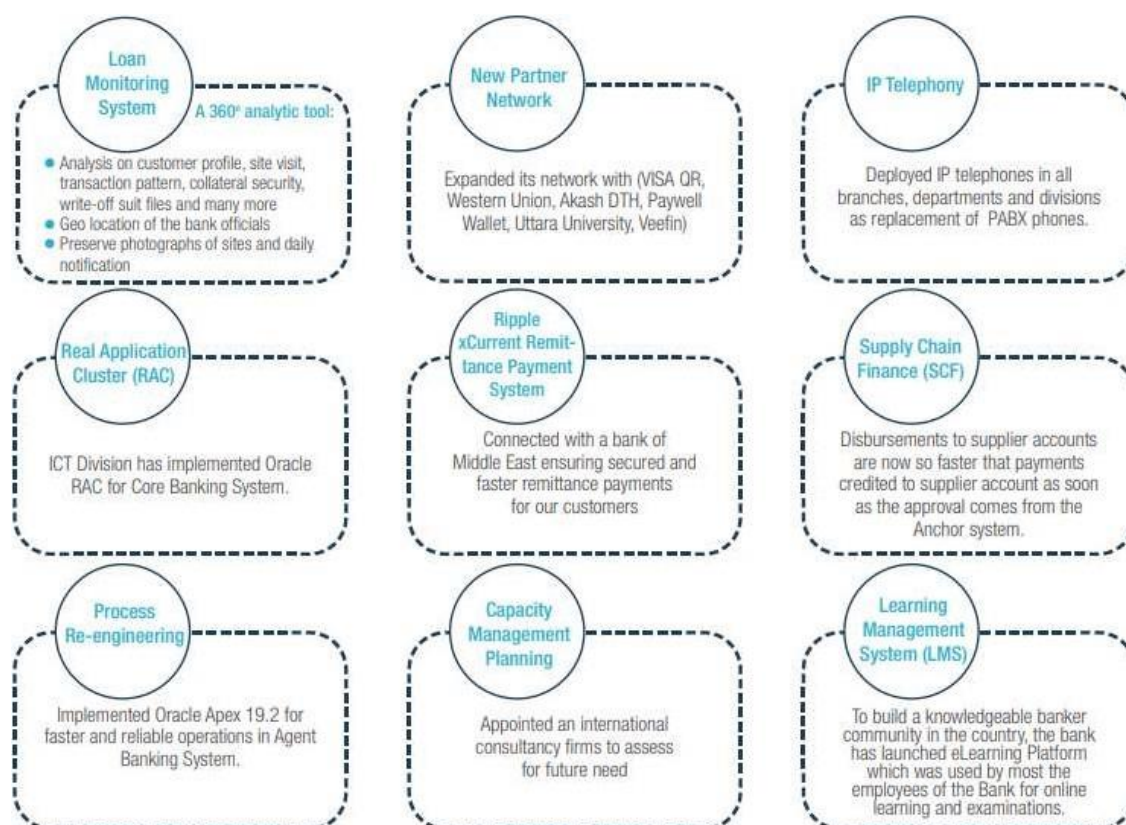 Loan
Monitoring
System
A 360° analytic tool:
Analysis on customer profile, site visit,
transaction pattern, collateral security,
write-off suit files and many more
Geo location of the bank officials
Preserve photographs of sites and daily
notification
New Partner
Network
Expanded its network with (VISA QR,
Western Union, Akash DTH, Paywell
Wallet, Uttara University, Veefin)
IP Telephony
Deployed IP telephones in all
branches, departments and divisions
as replacement of PABX phones.
Real Application
Cluster (RAC)
ICT Division has implemented Oracle
RAC for Core Banking System.
Ripple
xCurrent Remit-
tance Payment
System
Connected with a bank of
Middle East ensuring secured and
faster remittance payments
for our customers
Supply Chain
Finance (SCF)
Disbursements to supplier accounts
are now so faster that payments
credited to supplier account as soon
as the approval comes from the
Anchor system.
Process
Re-engineering
Implemented Oracle Apex 19.2 for
faster and reliable operations in Agent
Banking System.
Capacity
Management
Planning
Appointed an international
consultancy firms to assess
for future need
Learning
Management
System (LMS)
To build a knowledgeable banker
community in the country, the bank
has launched eLearning Platform
which was used by most the
employees of the Bank for online
learning and examinations.